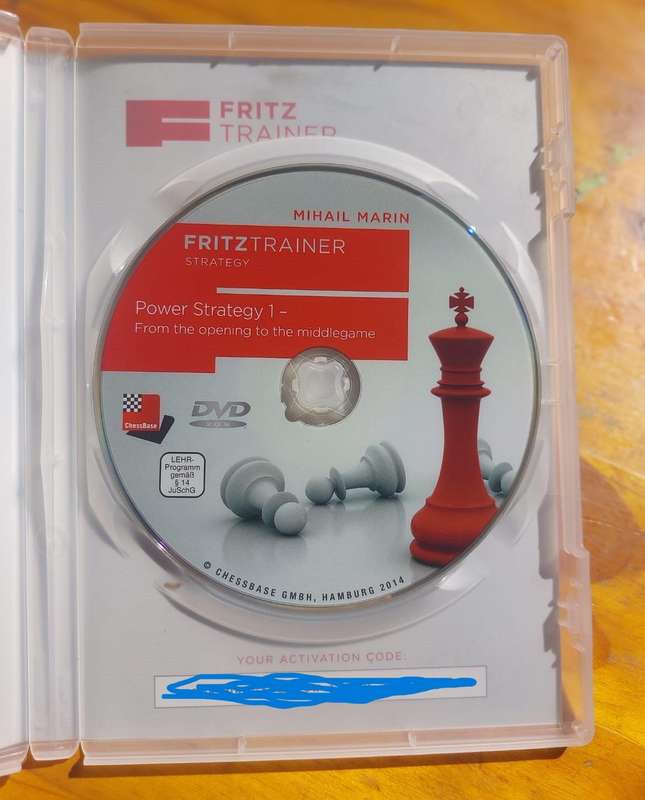 FRITZ
TRAINER
MIHAIL MARIN
FRITZTRAINER
STRATEGY
Power Strategy 1 –
From the opening to the middlegame
ChessBase
DVD
ROM
LEHR-
Programm
gemäß
§ 14
JuSchG
© CHESSBASE GMBH, HAMBURG 2014
YOUR ACTIVATION CODE: